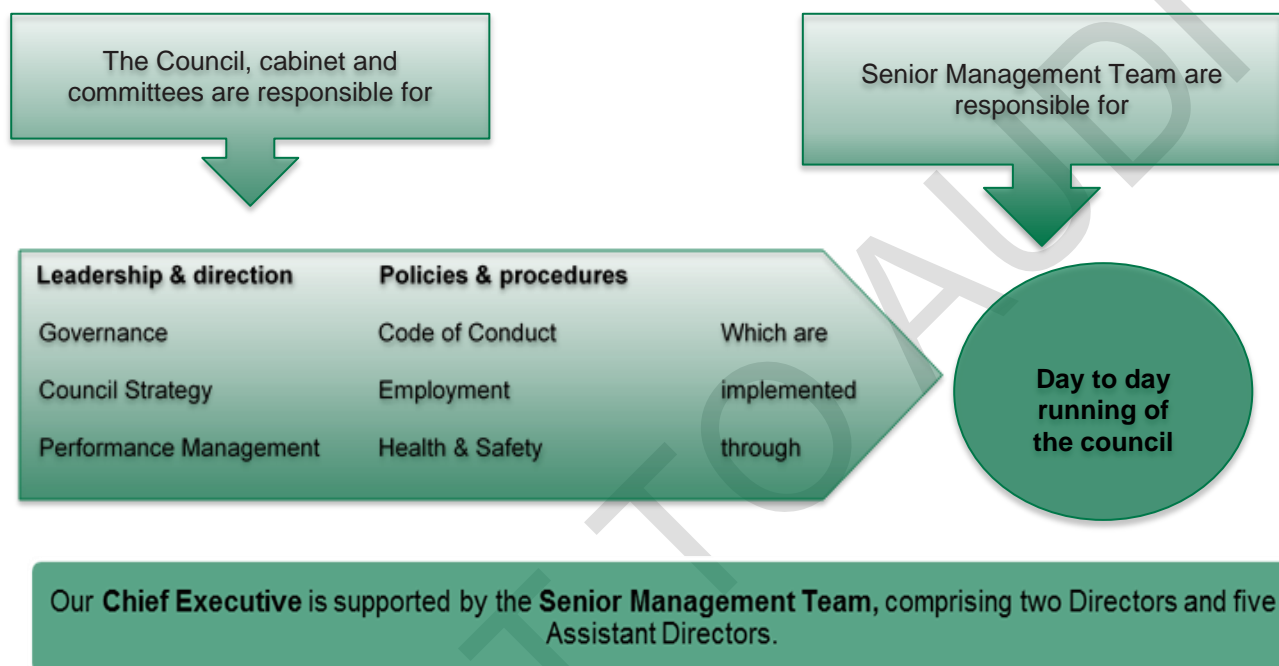 The Council, cabinet and
committees are responsible for
Senior Management Team are
responsible for
Leadership & direction
Policies & procedures
Governance
Code of Conduct
Which are
Council Strategy
Employment
implemented
Performance Management
Health & Safety
through
Day to day
running of
the council
Our Chief Executive is supported by the Senior Management Team, comprising two Directors and five
Assistant Directors.
T TO AUDI